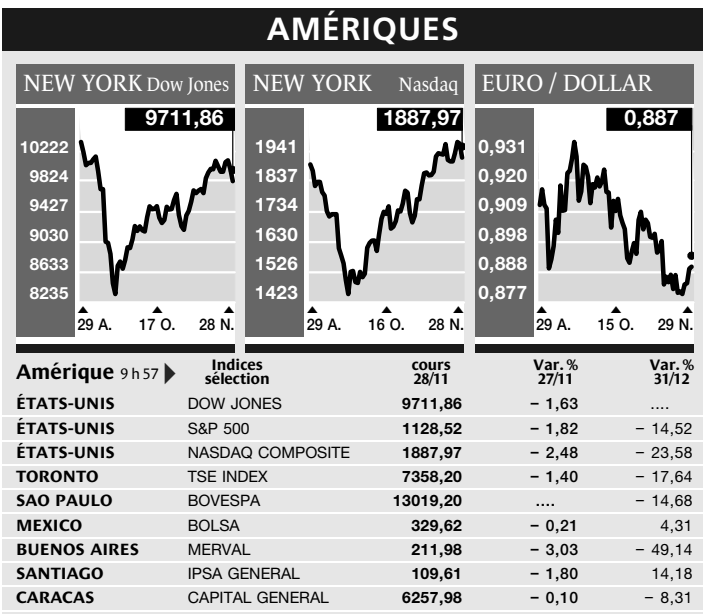 AMÉRIQUES
NEW YORK Dow Jones
9711,86
10222
9824
9427
9030
8633
8235
29 A. 17 O. 28 N.
NEW YORK Nasdaq
1887,97
1941
1837
1734
1630
1526
1423
29 A. 16 O. 28 N.
EURO / DOLLAR
0,887
0,931
0,920
0,909
0,898
0,888
0,877
29 A. 15 O. 29 N.
Amérique 9h57 Indices sélection cours 28/11 Var. % 27/11 Var. % 31/12
ÉTATS-UNIS DOW JONES 9711,86 – 1,63 ....
ÉTATS-UNIS S&P 500 1128,52 – 1,82 – 14,52
ÉTATS-UNIS NASDAQ COMPOSITE 1887,97 – 2,48 – 23,58
TORONTO TSE INDEX 7358,20 – 1,40 – 17,64
SAO PAULO BOVESPA 13019,20 .... – 14,68
MEXICO BOLSA 329,62 – 0,21 4,31
BUENOS AIRES MERVAL 211,98 – 3,03 – 49,14
SANTIAGO IPSA GENERAL 109,61 – 1,80 14,18
CARACAS CAPITAL GENERAL 6257,98 – 0,10 – 8,31